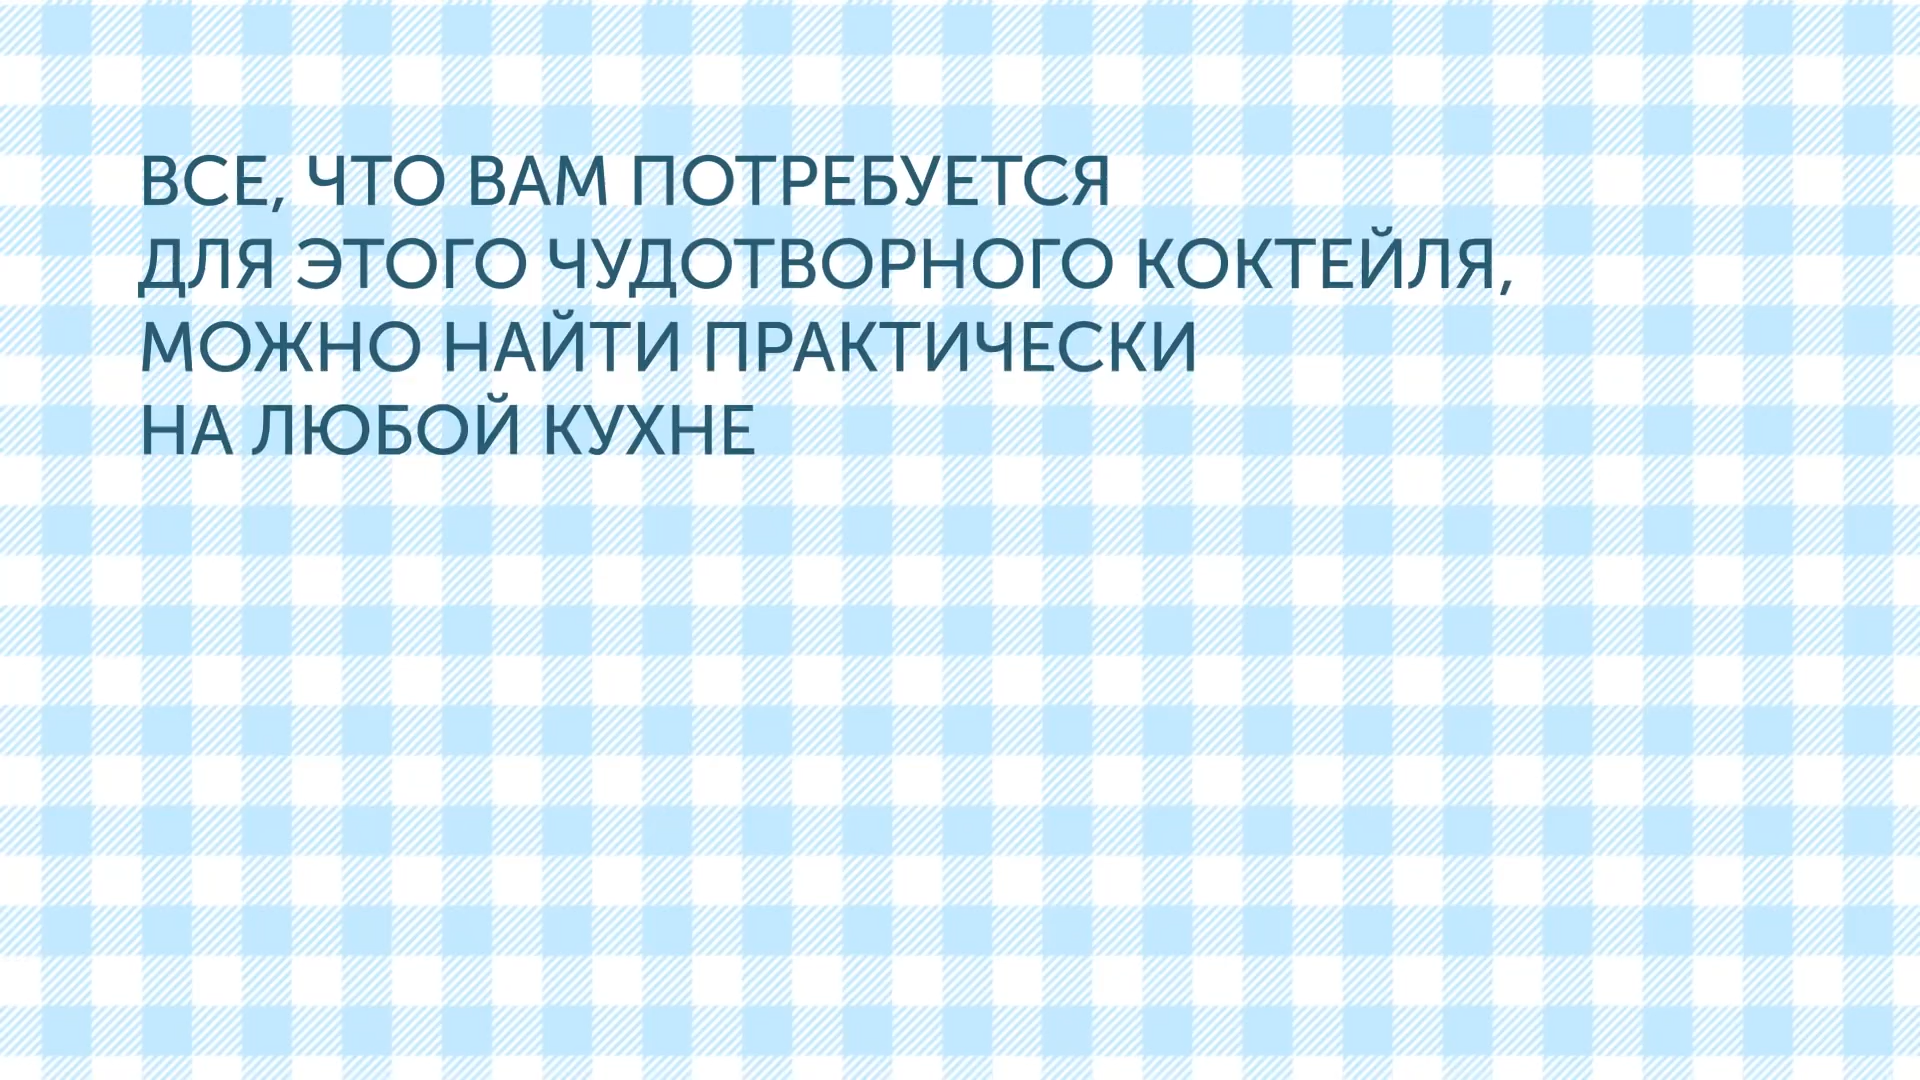 ВСЕ, ЧТО ВАМ ПОТРЕБУЕТСЯ
ДЛЯ ЭТОГО ЧУДОТВОРНОГО КОКТЕЙЛЯ,
МОЖНО НАЙТИ ПРАКТИЧЕСКИ
НА ЛЮБОЙ КУХНЕ